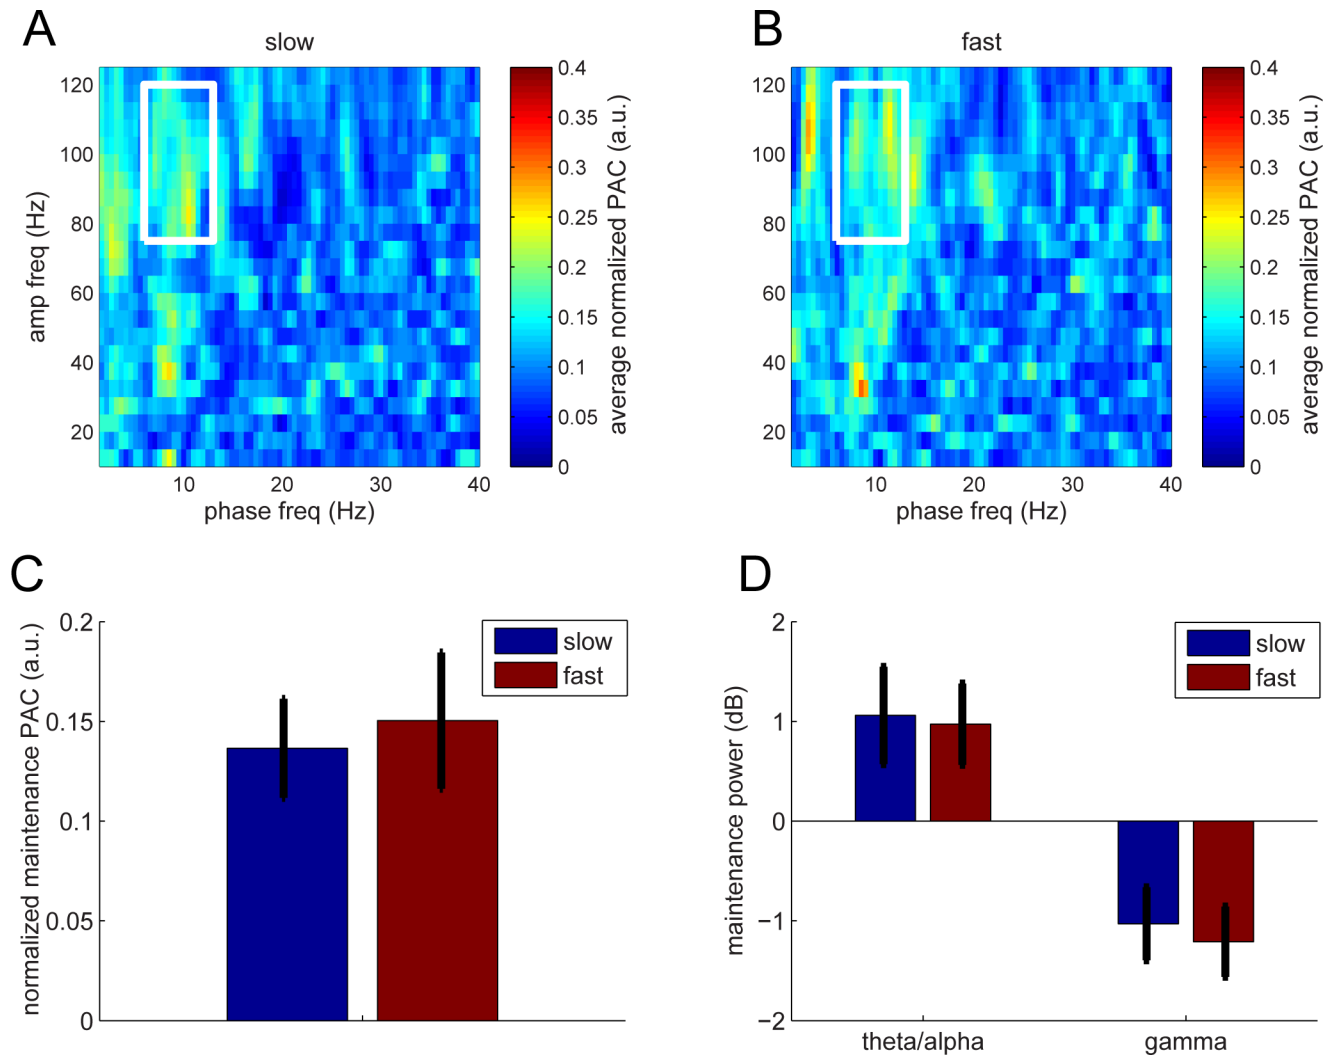 A
slow
amp freq (Hz)
120
100
80
60
40
20
10
20
30
40
phase freq (Hz)
0.4
0.35
0.3
0.25
0.2
0.15
0.1
0.05
0
average normalized PAC (a.u.)
B
fast
120
100
80
60
40
20
10
20
30
40
phase freq (Hz)
0.4
0.35
0.3
0.25
0.2
0.15
0.1
0.05
0
average normalized PAC (a.u.)
C
normalized maintenance PAC (a.u.)
0.2
0.15
0.1
0.05
0
slow
fast
D
maintenance power (dB)
2
1
0
−1
−2
slow
fast
theta/alpha
gamma